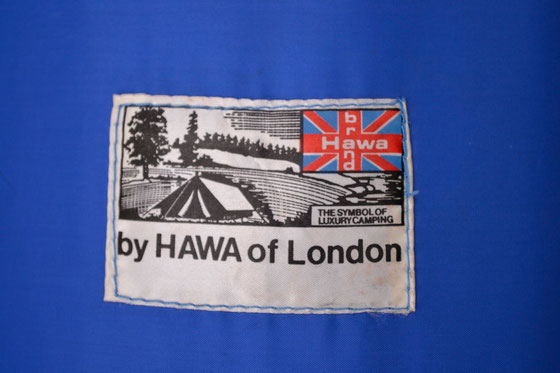 brand
Hawa
THE SYMBOL OF
LUXURY CAMPING
by HAWA of London